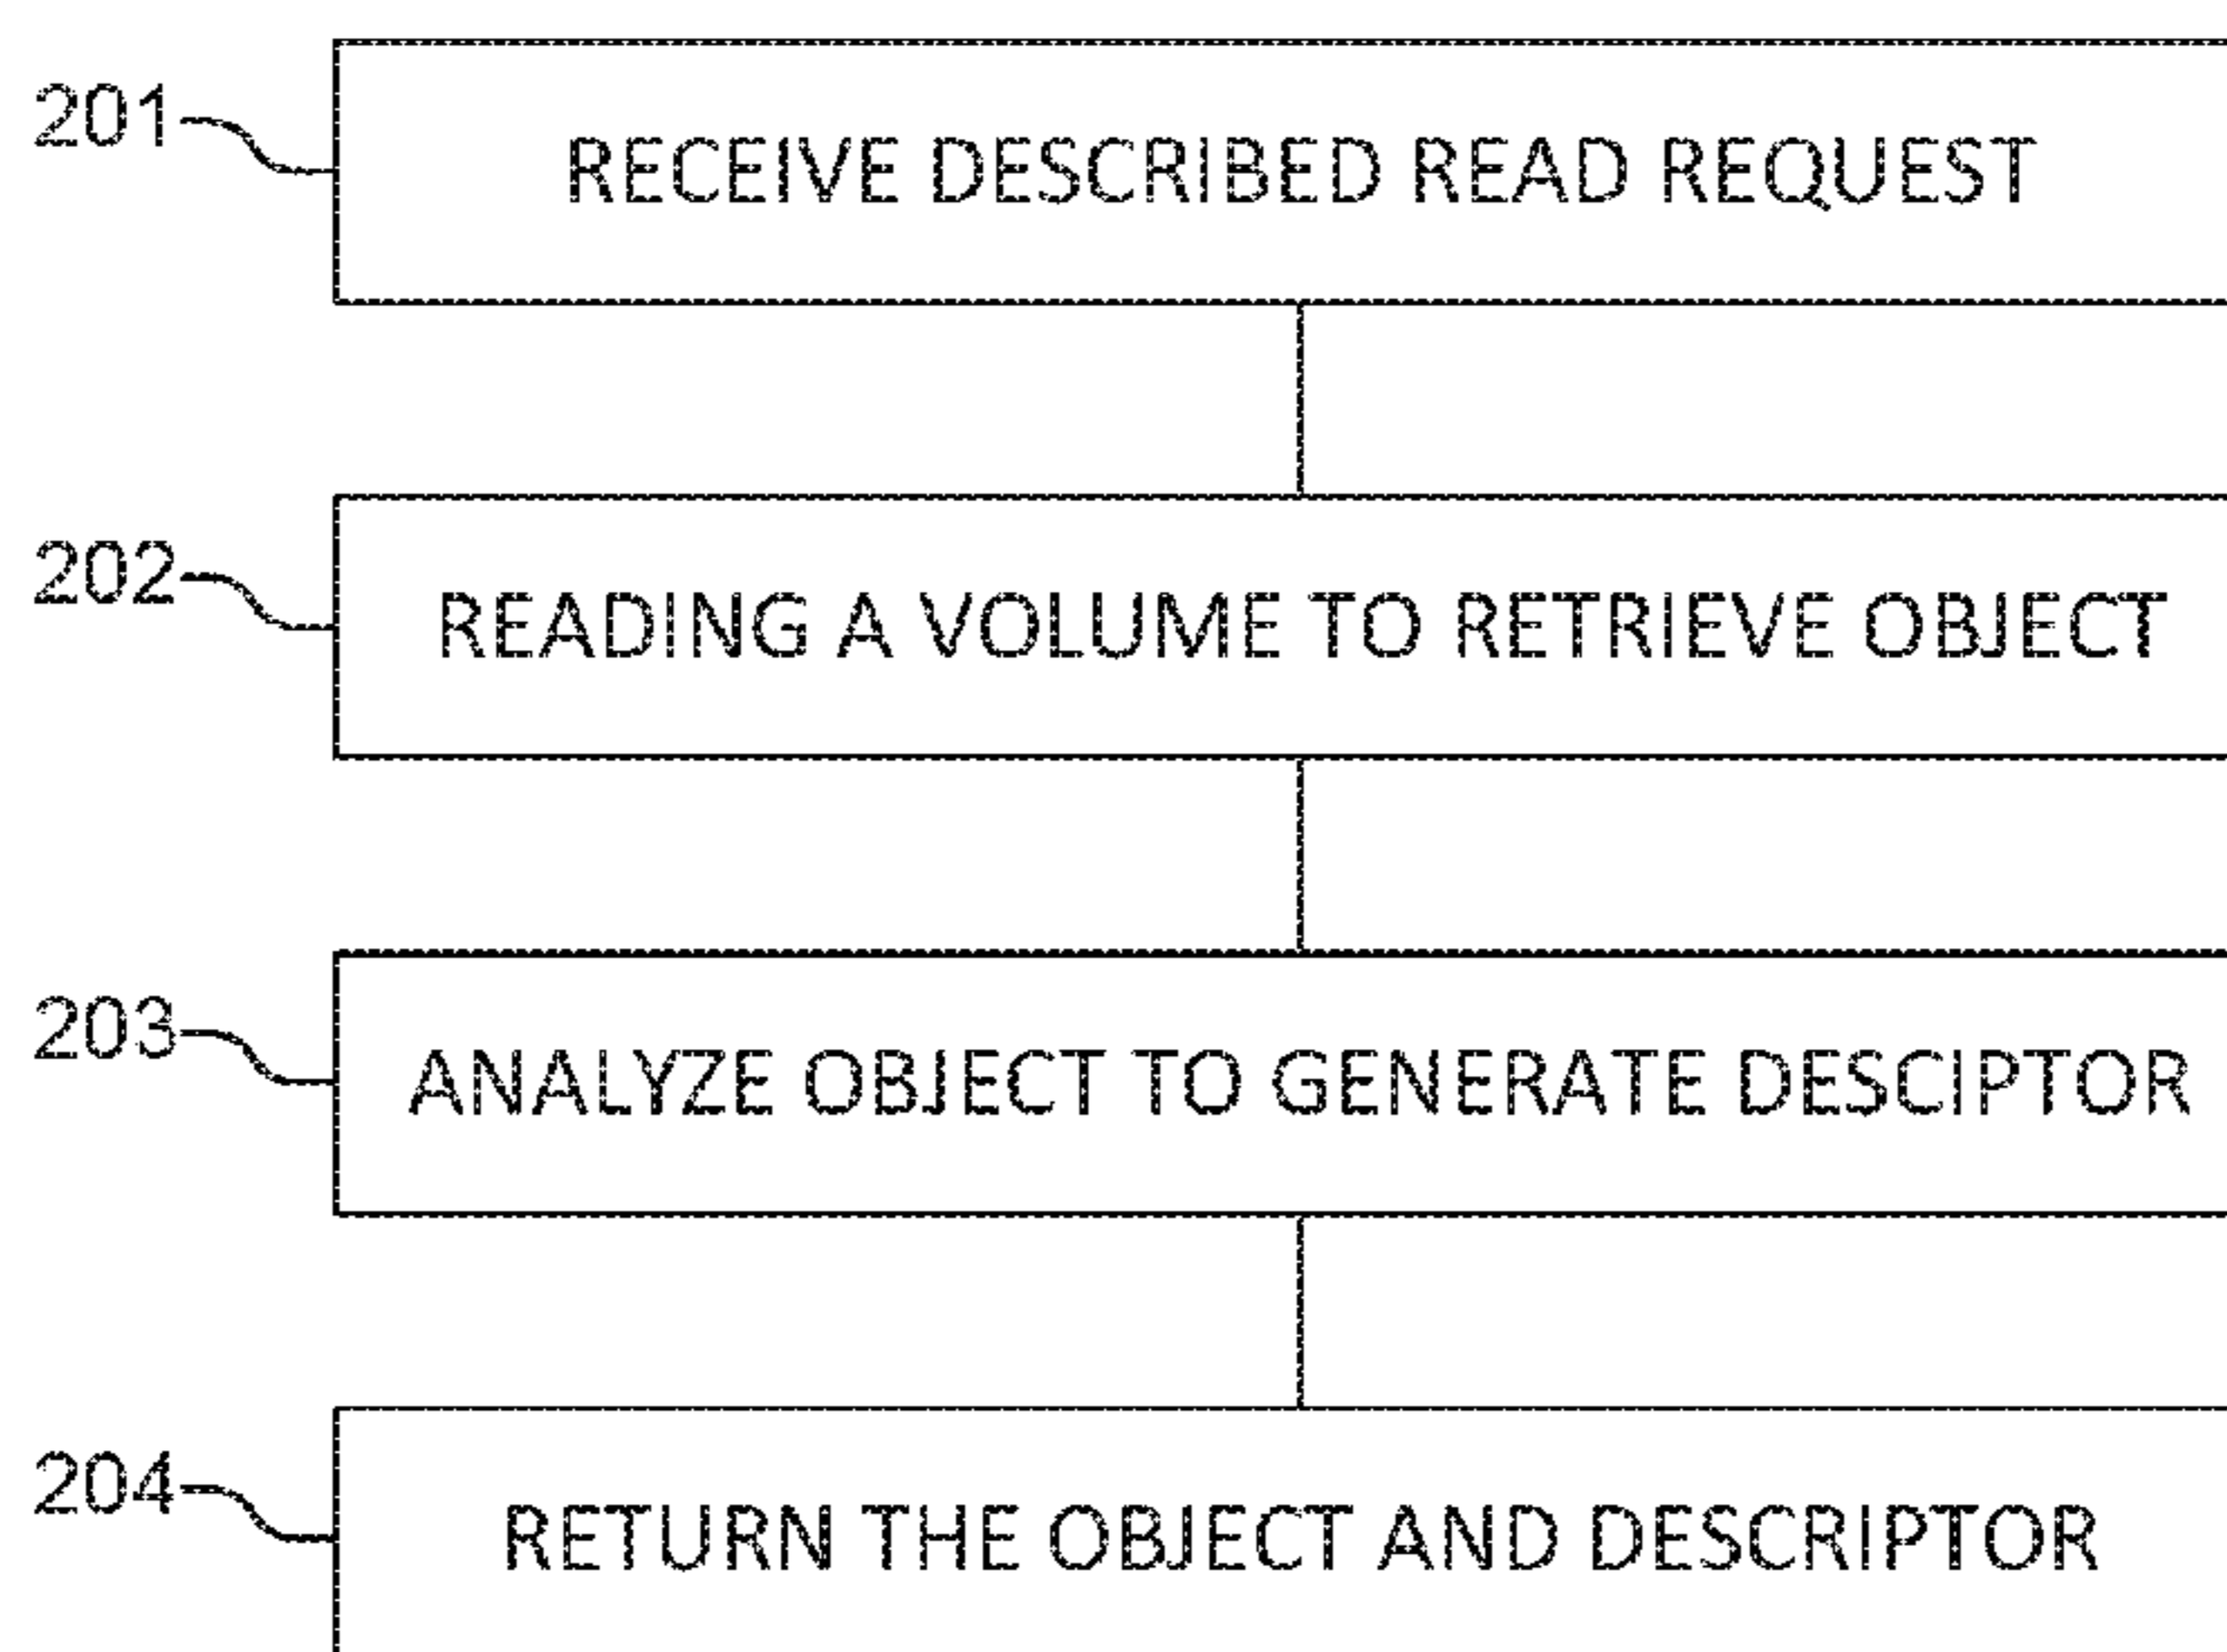 201
RECEIVE DESCRIBED READ REQUEST
202
READING A VOLUME TO RETRIEVE OBJECT
203
ANALYZE OBJECT TO GENERATE DESCIPTOR
204
RETURN THE OBJECT AND DESCRIPTOR